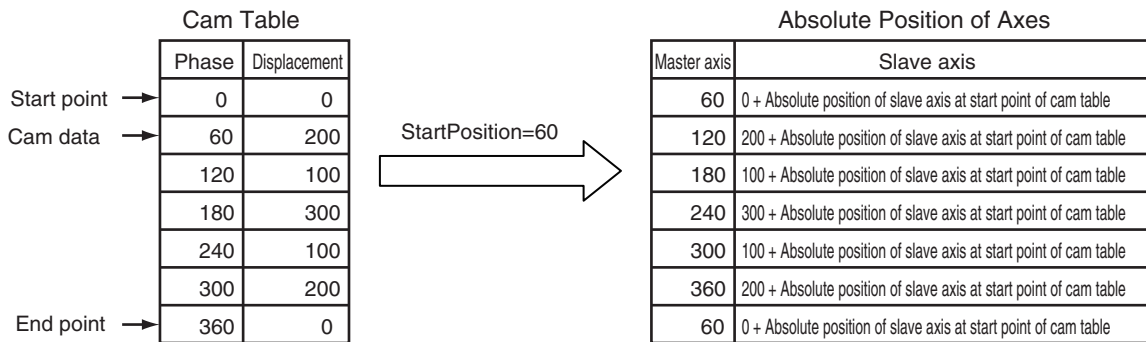 Cam Table
Absolute Position of Axes
Phase Displacement
Master axis Slave axis
Start point 0 0
60 0 + Absolute position of slave axis at start point of cam table
Cam data 60 200
StartPosition=60
120 200 + Absolute position of slave axis at start point of cam table
120 100
180 100 + Absolute position of slave axis at start point of cam table
180 300
240 300 + Absolute position of slave axis at start point of cam table
240 100
300 100 + Absolute position of slave axis at start point of cam table
300 200
360 200 + Absolute position of slave axis at start point of cam table
End point 360 0
60 0 + Absolute position of slave axis at start point of cam table